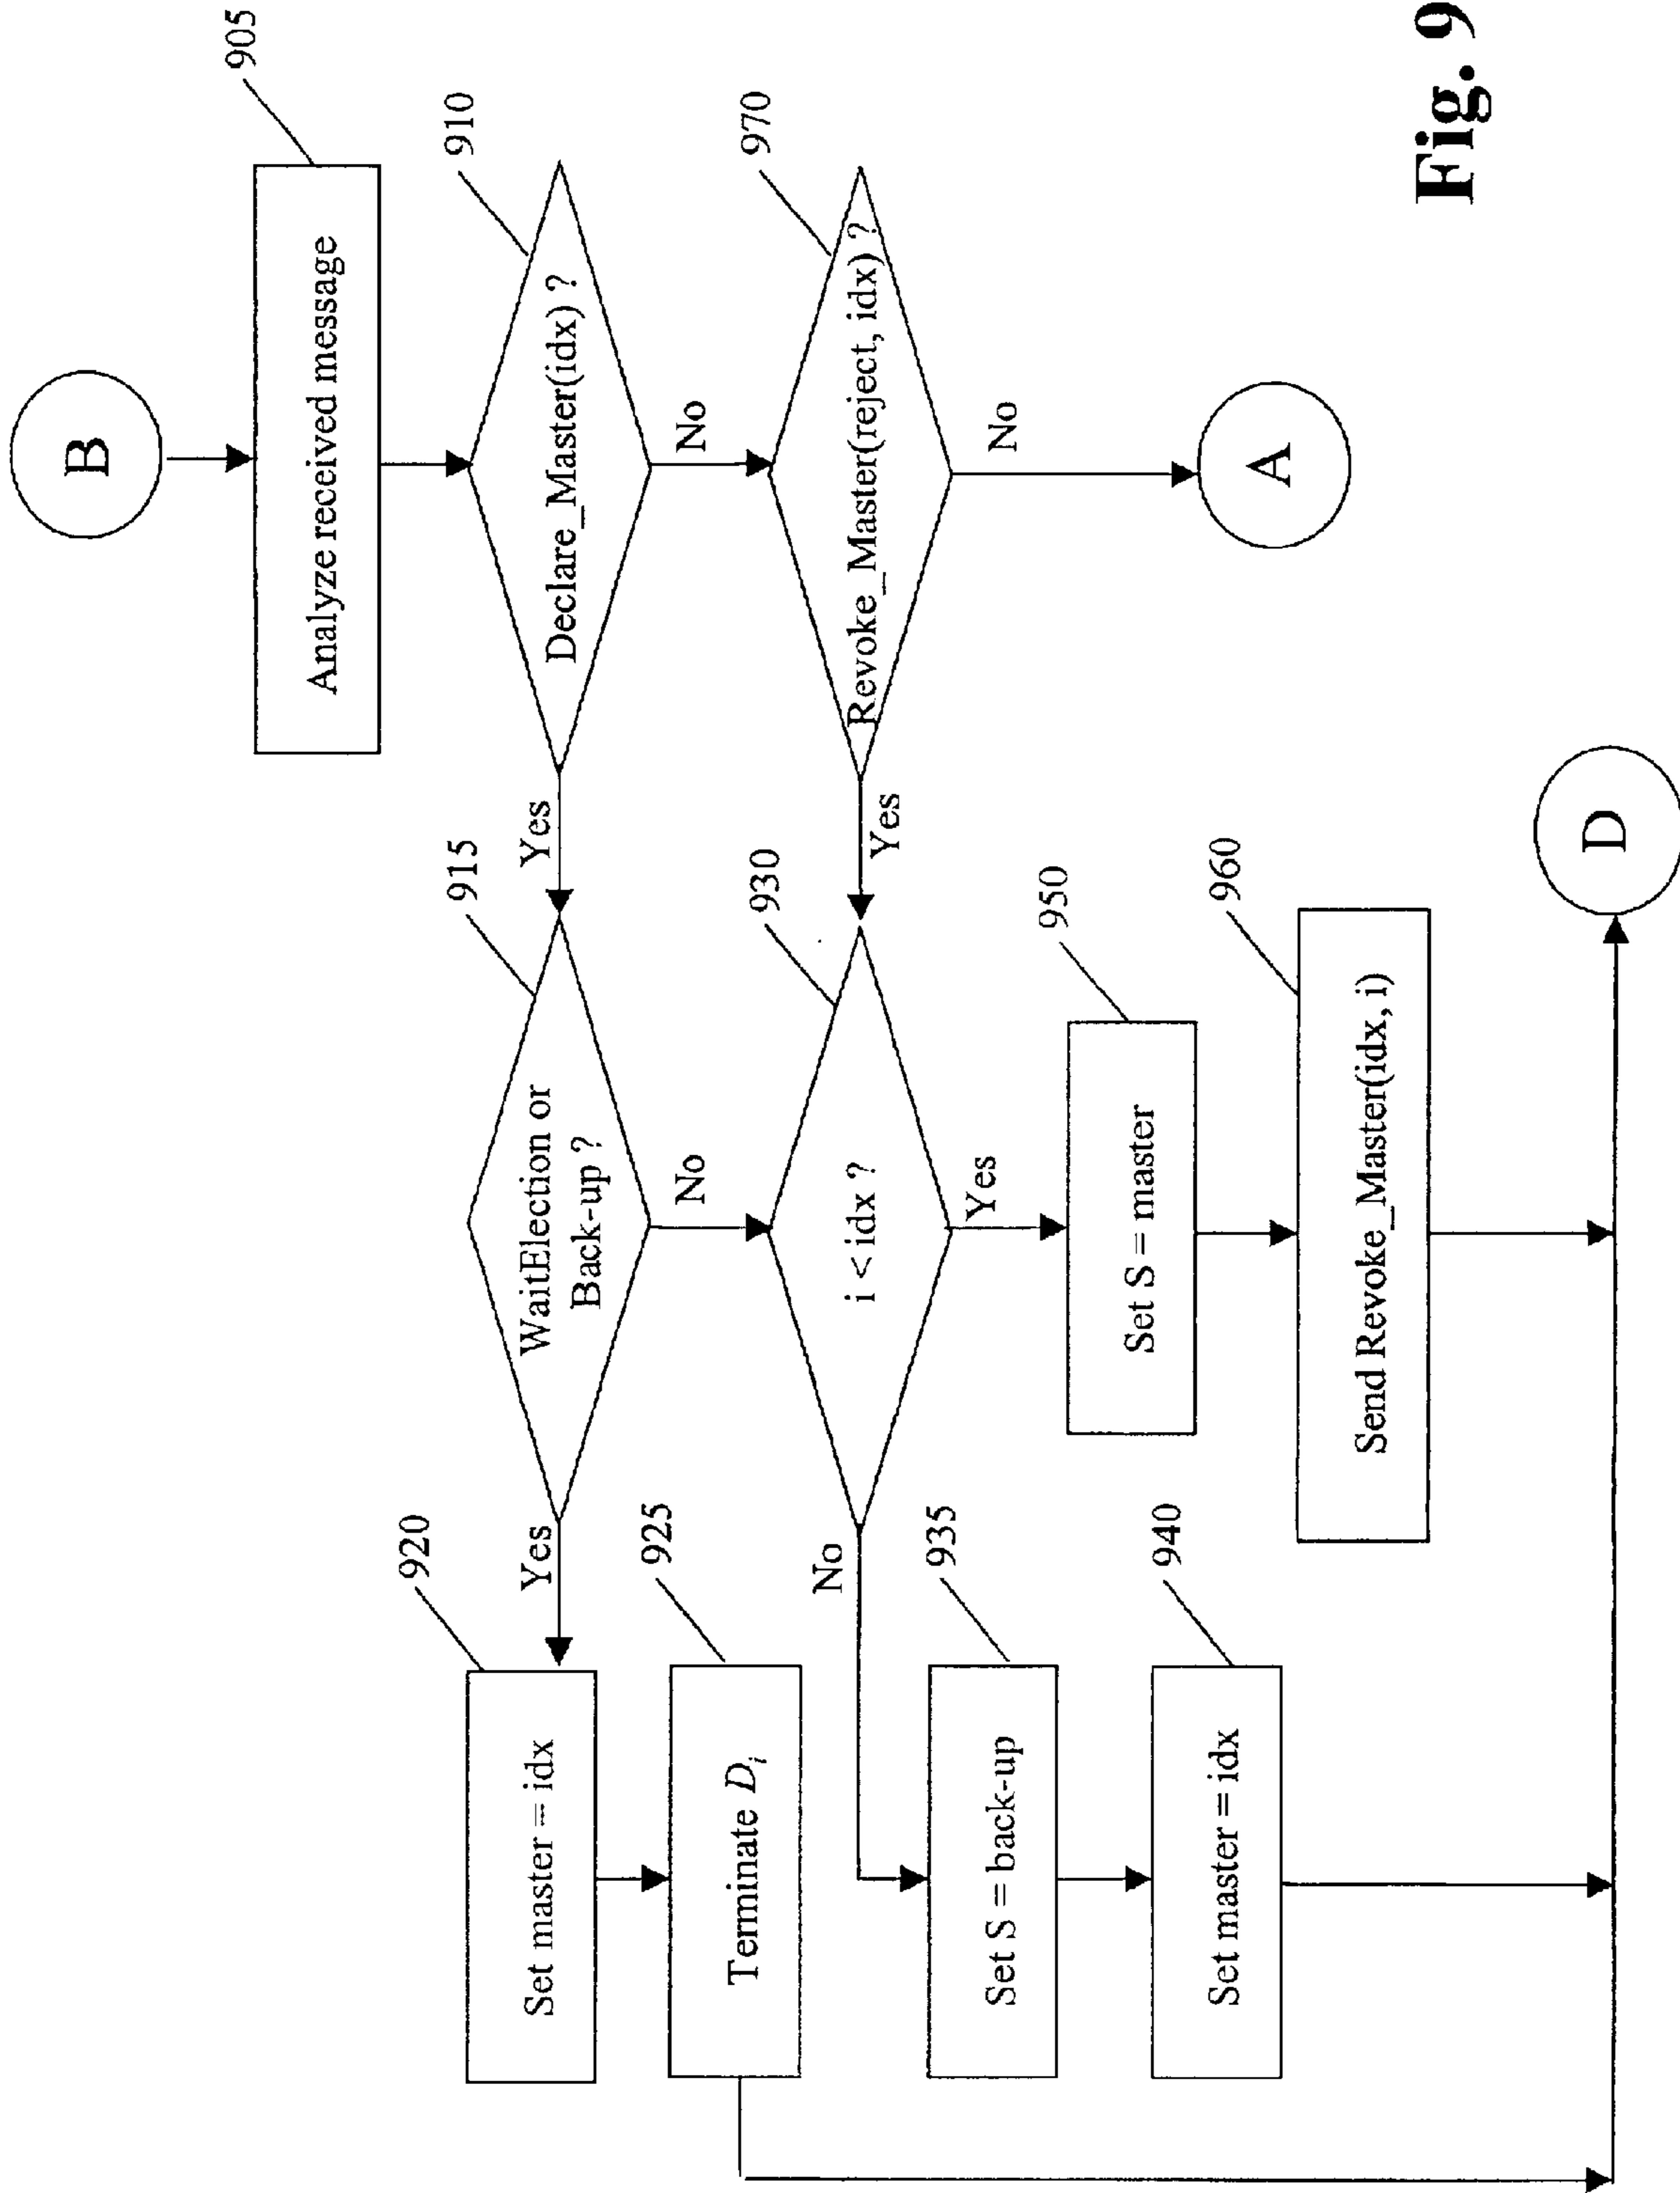 B
905
Analyze received message
910
Declare_Master(idx) ?
Yes
No
915
WaitElection or
Back-up ?
Yes
No
920
Set master = idx
925
Terminate Di
970
Revoke_Master(reject, idx) ?
Yes
No
A
930
i < idx ?
No
Yes
935
Set S = back-up
940
Set master = idx
950
Set S = master
960
Send Revoke_Master(idx, i)
D
Fig. 9